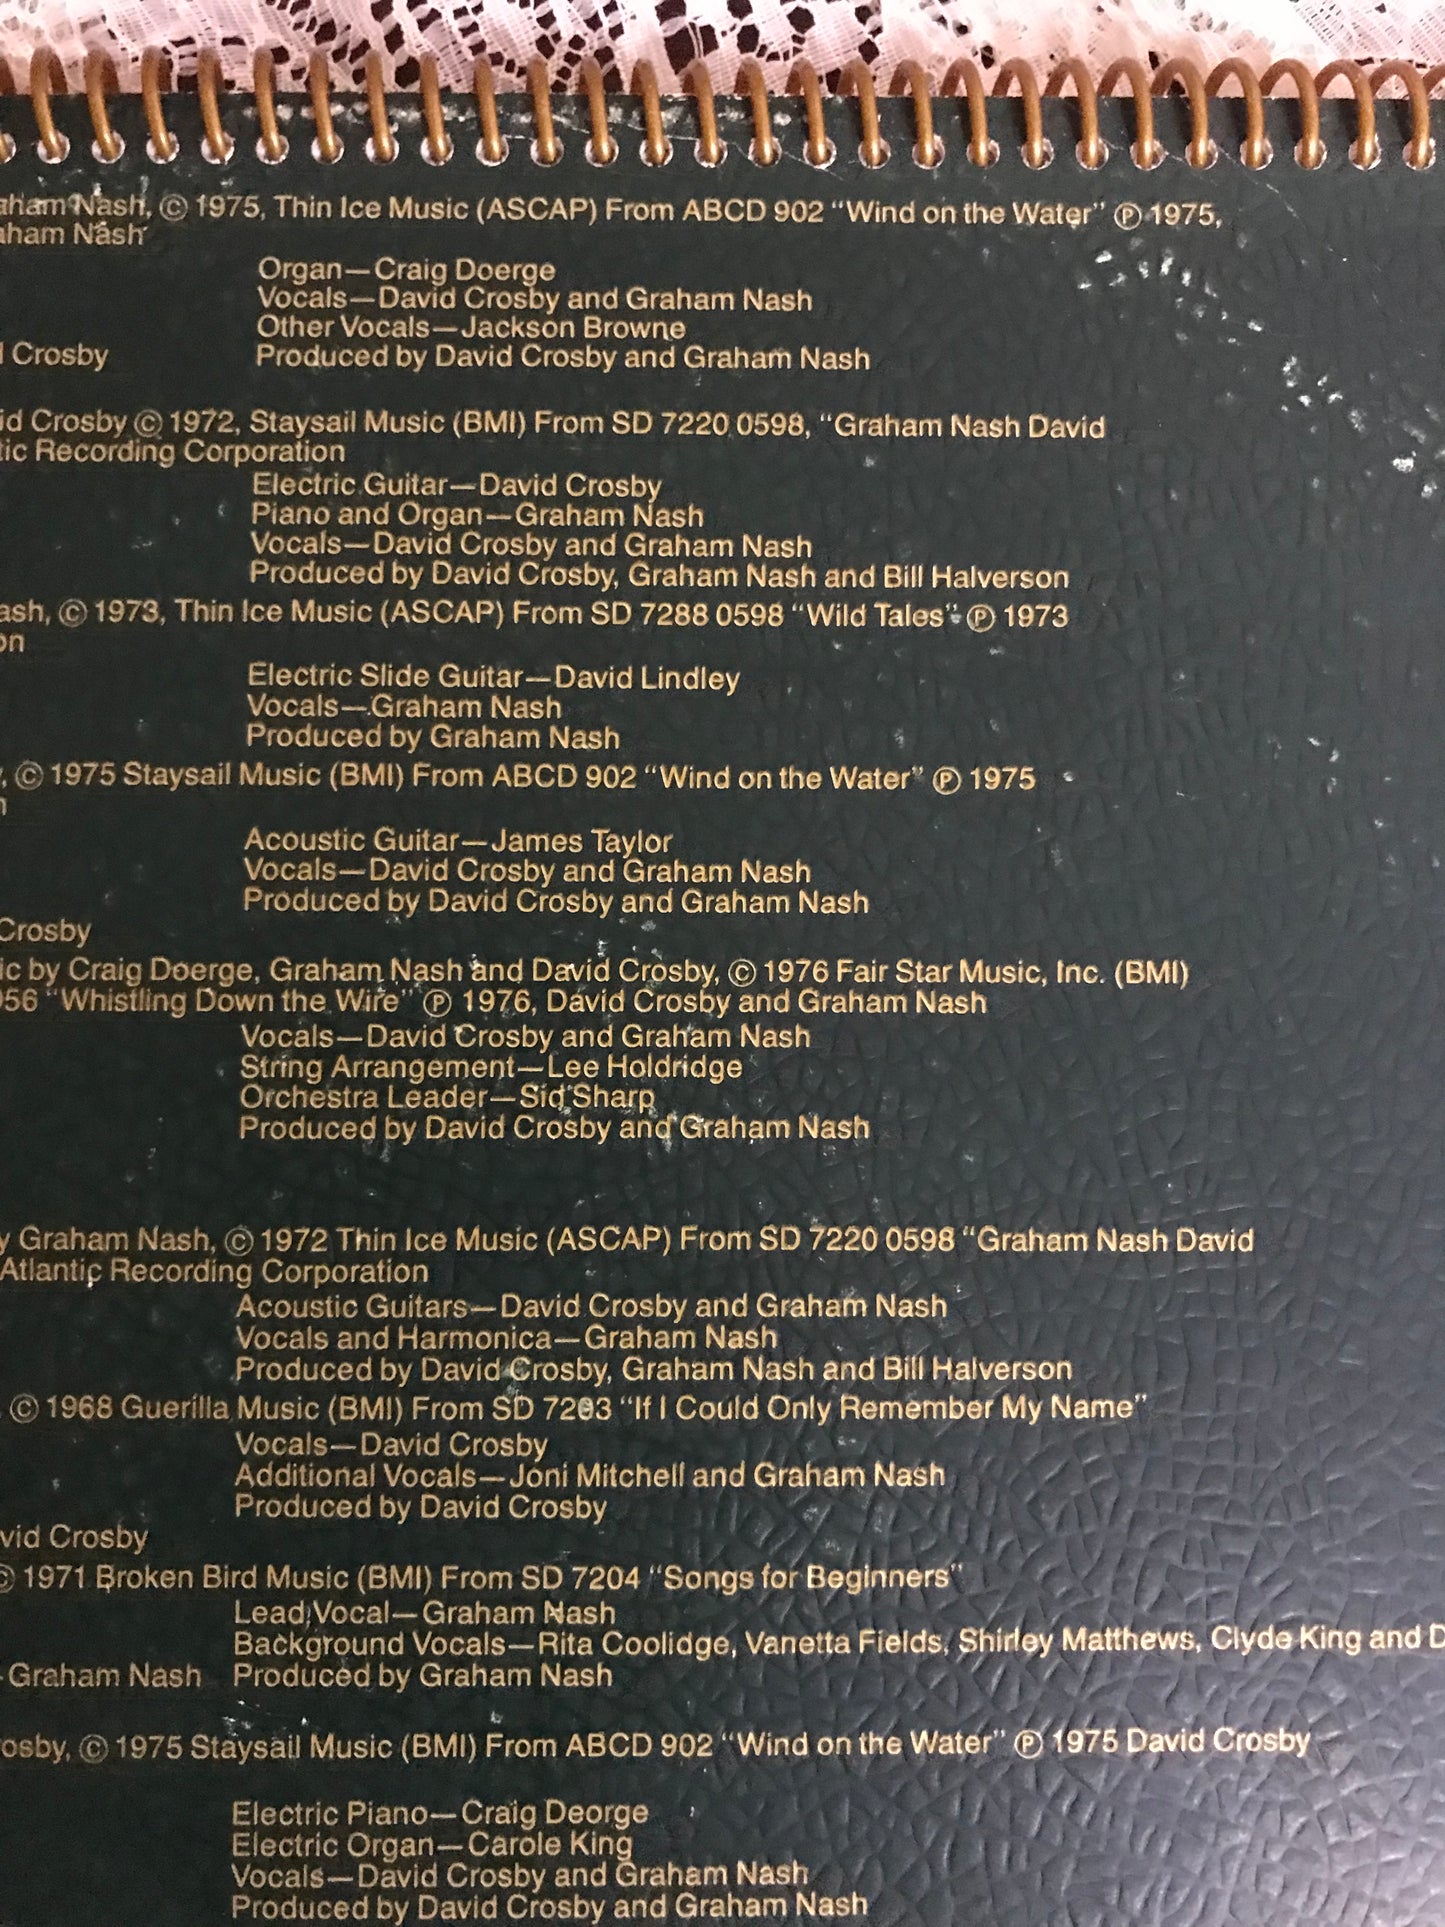 Nash, © 1975, Thin Ice Music (ASCAP) From ABCD 902 “Wind on the Water” ℗ 1975,
Nash
Organ—Craig Doerge
Vocals—David Crosby and Graham Nash
Other Vocals—Jackson Browne
Crosby Produced by David Crosby and Graham Nash
Crosby © 1972, Staysail Music (BMI) From SD 7220 0598, “Graham Nash David
Recording Corporation
Electric Guitar—David Crosby
Piano and Organ—Graham Nash
Vocals—David Crosby and Graham Nash
Produced by David Crosby, Graham Nash and Bill Halverson
© 1973, Thin Ice Music (ASCAP) From SD 7288 0598 “Wild Tales” ℗ 1973
Electric Slide Guitar—David Lindley
Vocals—Graham Nash
Produced by Graham Nash
© 1975 Staysail Music (BMI) From ABCD 902 “Wind on the Water” ℗ 1975
Acoustic Guitar—James Taylor
Vocals—David Crosby and Graham Nash
Produced by David Crosby and Graham Nash
Crosby
by Craig Doerge, Graham Nash and David Crosby, © 1976 Fair Star Music, Inc. (BMI)
“Whistling Down the Wire” ℗ 1976, David Crosby and Graham Nash
Vocals—David Crosby and Graham Nash
String Arrangement—Lee Holdridge
Orchestra Leader—Sid Sharp
Produced by David Crosby and Graham Nash
Graham Nash, © 1972 Thin Ice Music (ASCAP) From SD 7220 0598 “Graham Nash David
Atlantic Recording Corporation
Acoustic Guitars—David Crosby and Graham Nash
Vocals and Harmonica—Graham Nash
Produced by David Crosby, Graham Nash and Bill Halverson
© 1968 Guerilla Music (BMI) From SD 7203 “If I Could Only Remember My Name”
Vocals—David Crosby
Additional Vocals—Joni Mitchell and Graham Nash
Produced by David Crosby
Crosby
© 1971 Broken Bird Music (BMI) From SD 7204 “Songs for Beginners”
Lead Vocal—Graham Nash
Background Vocals—Rita Coolidge, Vanetta Fields, Shirley Matthews, Clyde King and
Graham Nash Produced by Graham Nash
© 1975 Staysail Music (BMI) From ABCD 902 “Wind on the Water” ℗ 1975 David Crosby
Electric Piano—Craig Deorge
Electric Organ—Carole King
Vocals—David Crosby and Graham Nash
Produced by David Crosby and Graham Nash